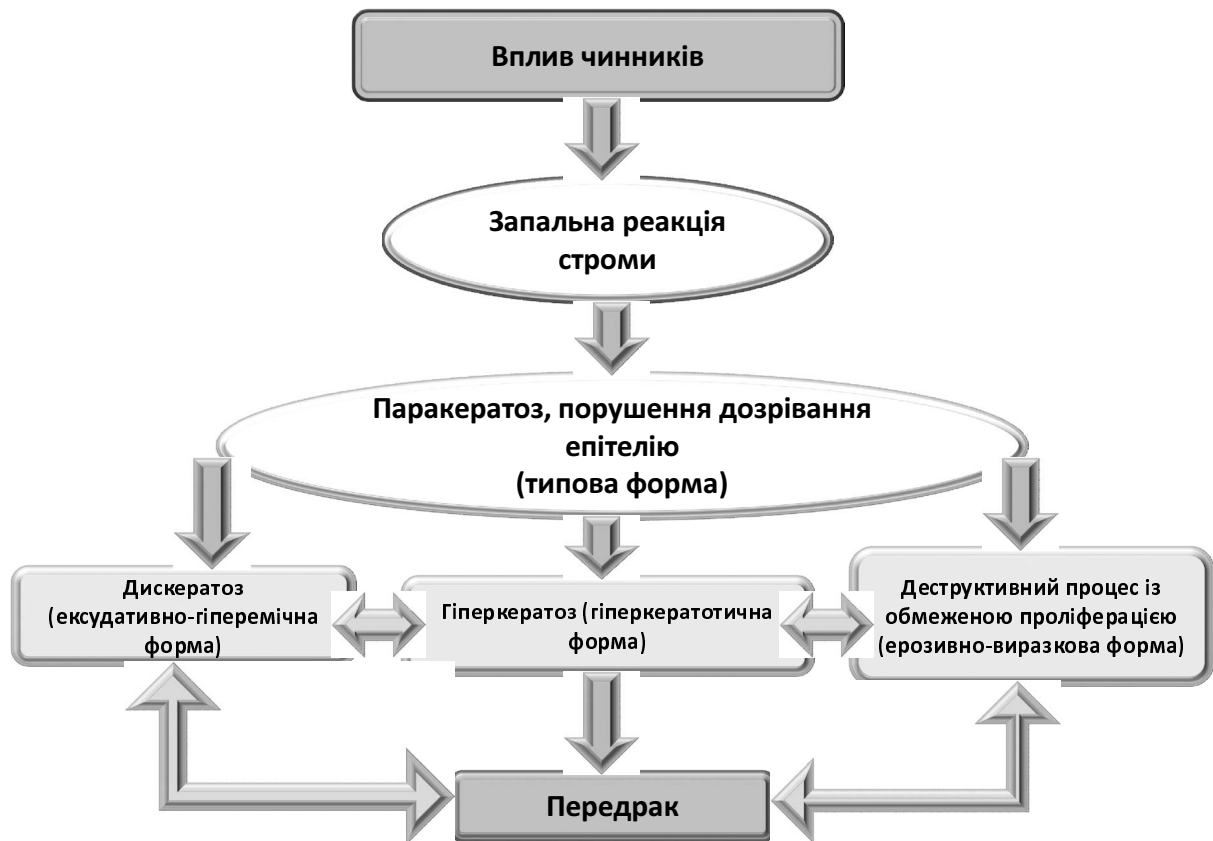 Вплив чинників
Запальна реакція
строми
Паракератоз, порушення дозрівання
епітелію
(типова форма)
Дискератоз
(ексудативно-гіперемічна
форма)
Гіперкератоз (гіперкератотична
форма)
Деструктивний процес із
обмеженою проліферацією
(ерозивно-виразкова форма)
Передрак